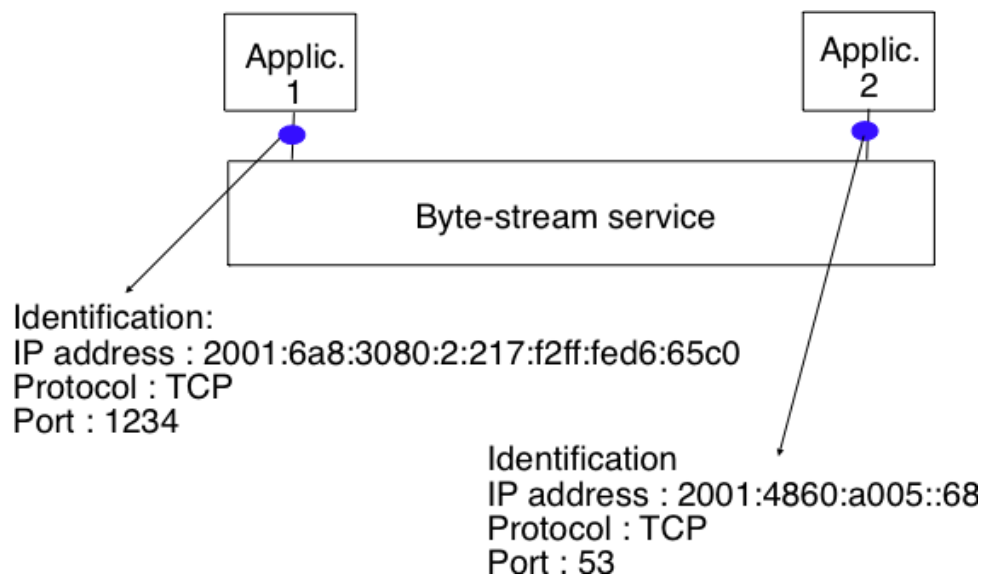 Applic.
1
Applic.
2
Byte-stream service
Identification:
IP address : 2001:6a8:3080:2:217:f2ff:fed6:65c0
Protocol : TCP
Port : 1234
Identification
IP address : 2001:4860:a005::68
Protocol : TCP
Port : 53